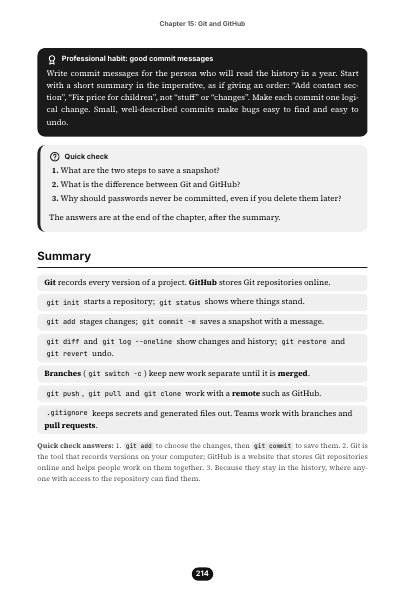 Chapter 15: Git and GitHub
Professional habit: good commit messages
Write commit messages for the person who will read the history in a year. Start
with a short summary in the imperative, as if giving an order: “Add contact sec-
tion”, “Fix price for children”, not “stuff” or “changes”. Make each commit one logi-
cal change. Small, well-described commits make bugs easy to find and easy to
undo.
Quick check
1. What are the two steps to save a snapshot?
2. What is the difference between Git and GitHub?
3. Why should passwords never be committed, even if you delete them later?
The answers are at the end of the chapter, after the summary.
Summary
Git records every version of a project. GitHub stores Git repositories online.
git init starts a repository; git status shows where things stand.
git add stages changes; git commit -m saves a snapshot with a message.
git diff and git log --oneline show changes and history; git restore and
git revert undo.
Branches ( git switch -c ) keep new work separate until it is merged.
git push , git pull and git clone work with a remote such as GitHub.
.gitignore keeps secrets and generated files out. Teams work with branches and
pull requests.
Quick check answers: 1. git add to choose the changes, then git commit to save them. 2. Git is
the tool that records versions on your computer; GitHub is a website that stores Git repositories
online and helps people work on them together. 3. Because they stay in the history, where any-
one with access to the repository can find them.
214